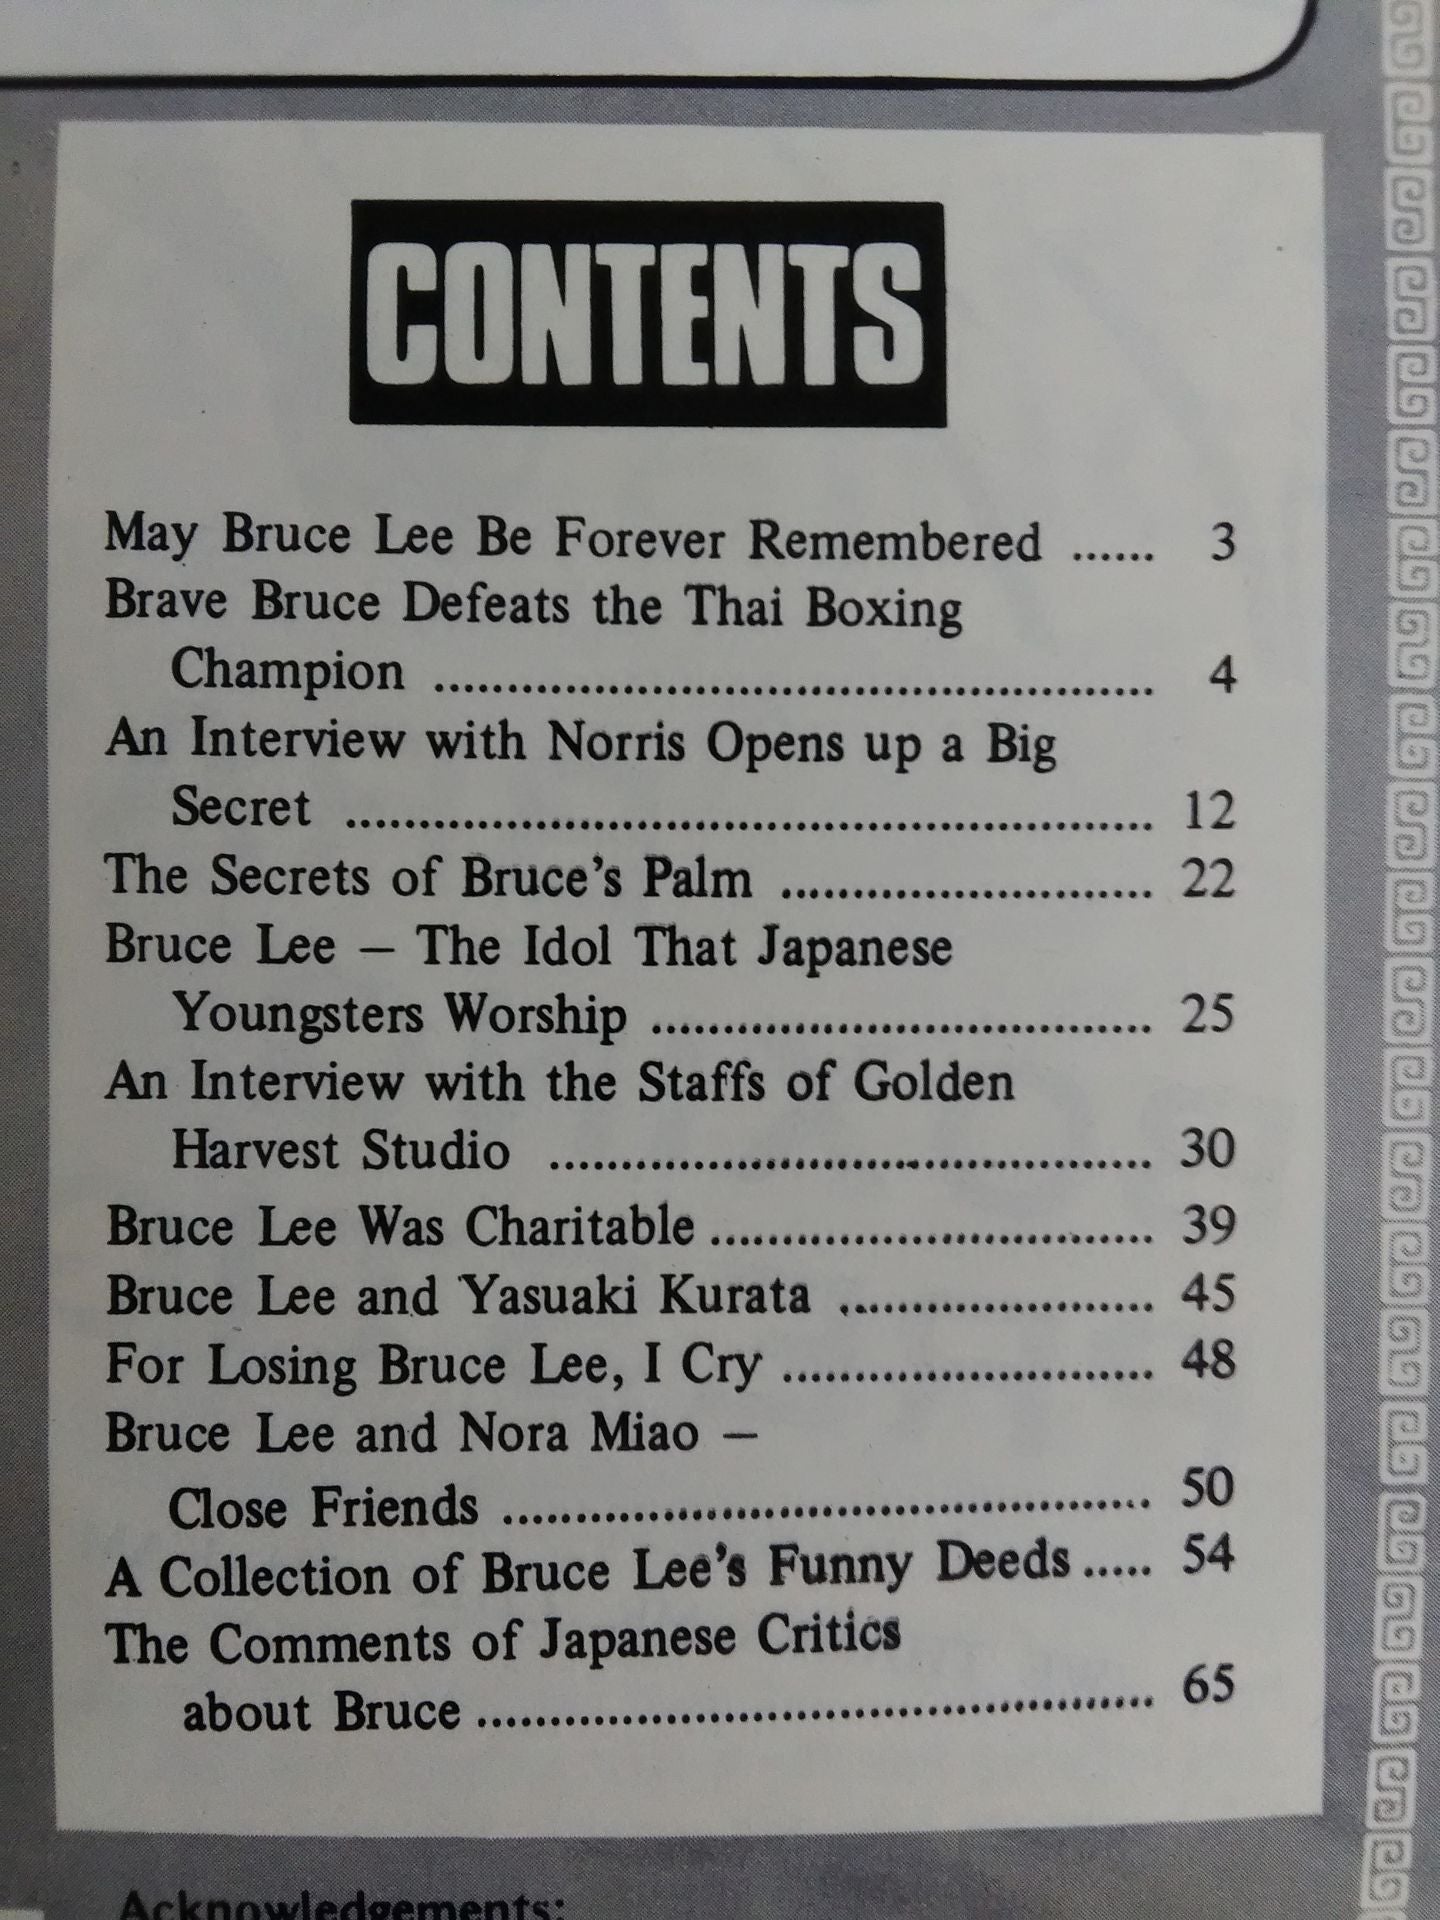 CONTENTS
May Bruce Lee Be Forever Remembered ...... 3
Brave Bruce Defeats the Thai Boxing
Champion .................................................. 4
An Interview with Norris Opens up a Big
Secret ........................................................ 12
The Secrets of Bruce's Palm .......................... 22
Bruce Lee – The Idol That Japanese
Youngsters Worship ................................... 25
An Interview with the Staffs of Golden
Harvest Studio .......................................... 30
Bruce Lee Was Charitable ............................... 39
Bruce Lee and Yasuaki Kurata ...................... 45
For Losing Bruce Lee, I Cry .......................... 48
Bruce Lee and Nora Miao –
Close Friends ............................................. 50
A Collection of Bruce Lee's Funny Deeds ..... 54
The Comments of Japanese Critics
about Bruce ............................................... 65
Acknowledgements: